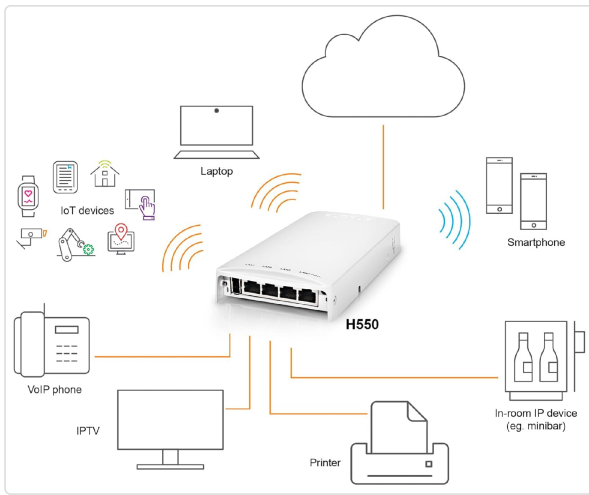 Laptop
IoT devices
Smartphone
H550
VoIP phone
IPTV
Printer
In-room IP device
(eg. minibar)